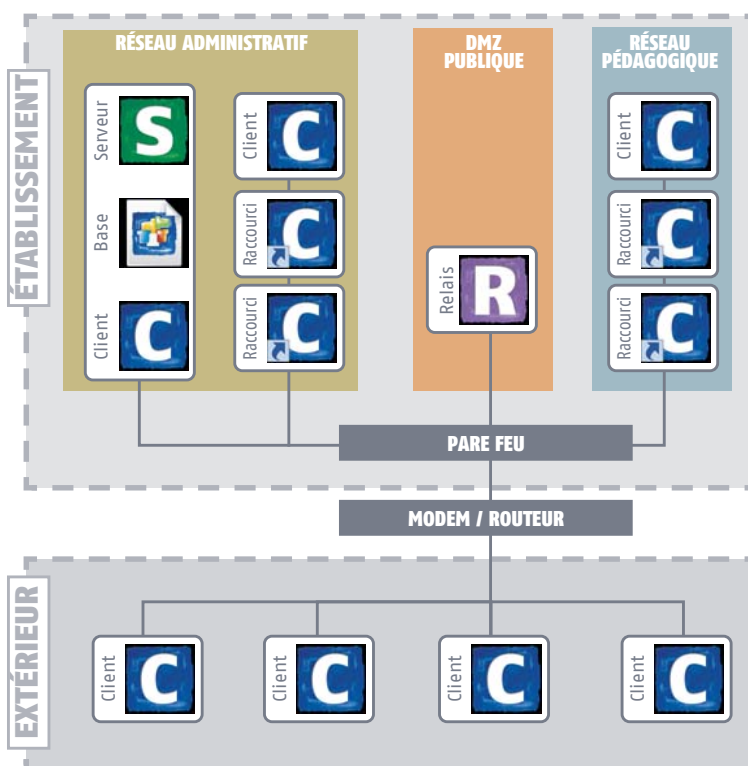 ÉTABLISSEMENT
RÉSEAU ADMINISTRATIF
Serveur
S
Base
Client
C
Client
C
Raccourci
C
Raccourci
C
DMZ
PUBLIQUE
Relais
R
RÉSEAU
PÉDAGOGIQUE
Client
C
Raccourci
C
Raccourci
C
PARE FEU
MODEM / ROUTEUR
EXTÉRIEUR
Client
C
Client
C
Client
C
Client
C